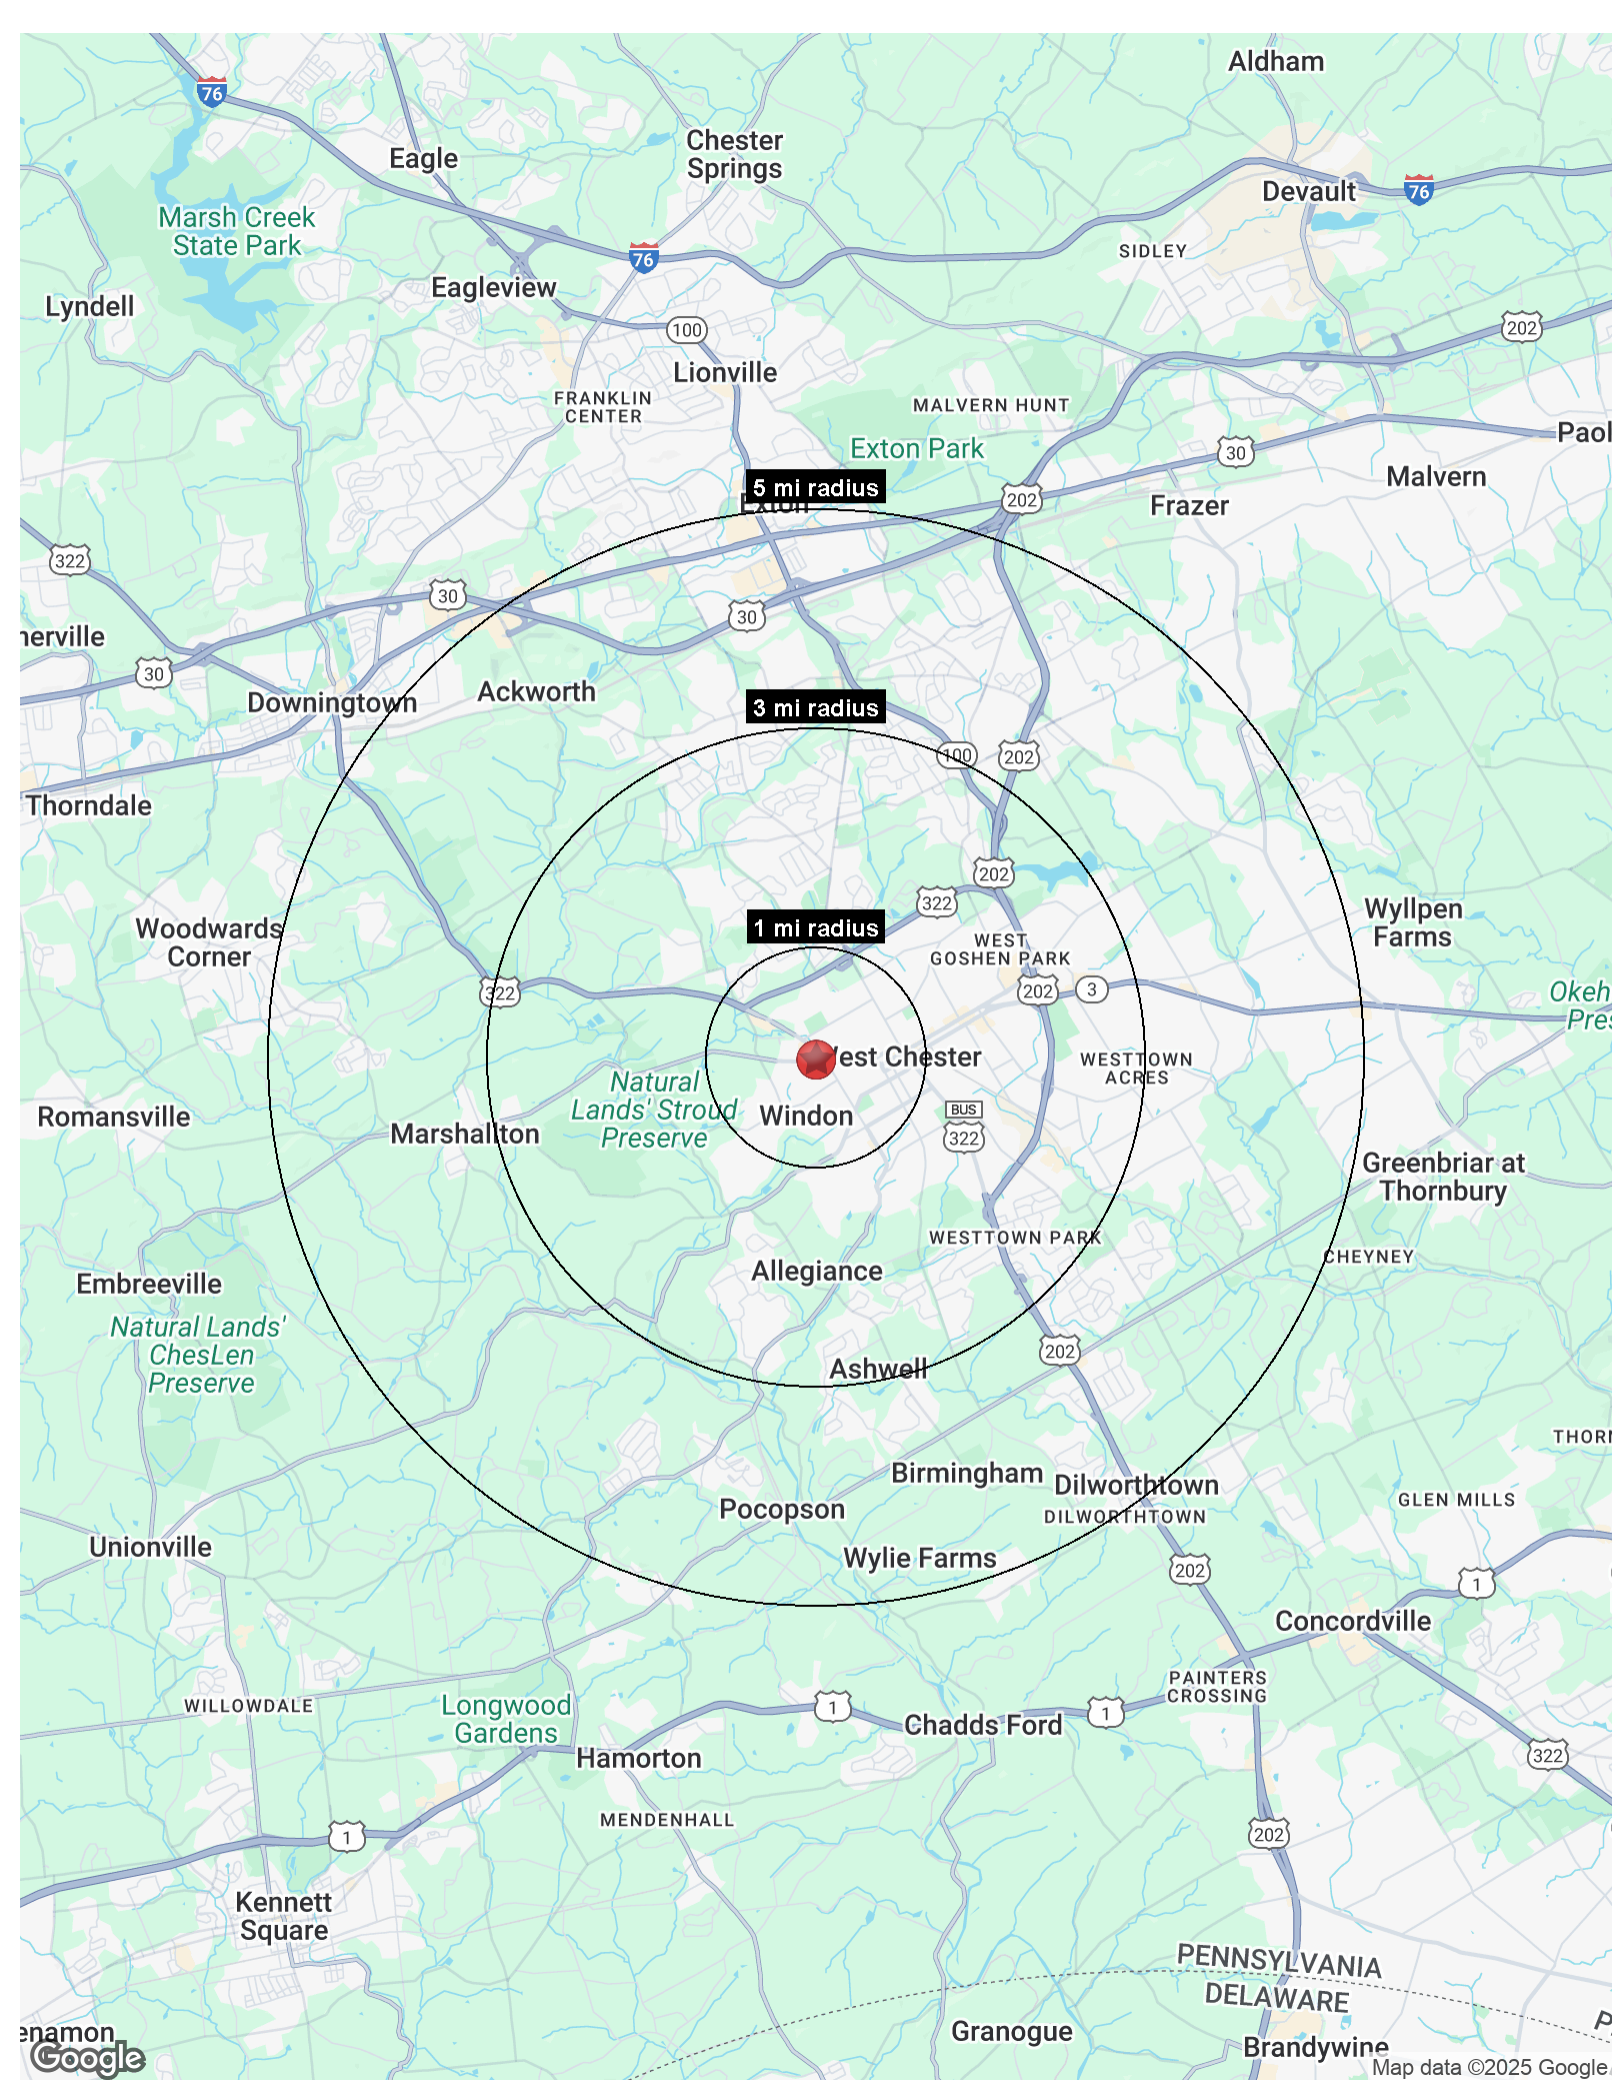 Aldham
76
Chester
Springs
Eagle
Devault
76
Marsh Creek
State Park
SIDLEY
76
Eagleview
Lyndell
100
202
Lionville
FRANKLIN
CENTER
MALVERN HUNT
Paol
Exton Park
30
Malvern
5 mi radius
Exton
202
Frazer
322
30
30
nerville
30
Ackworth
Downingtown
3 mi radius
100
202
Thorndale
202
322
Woodwards
Corner
1 mi radius
Wyllpen
Farms
WEST
GOSHEN PARK
322
202
3
Okeh
Pres
West Chester
WESTTOWN
ACRES
Natural
Lands' Stroud
Preserve
Romansville
Windon
BUS
322
Marshallton
Greenbriar at
Thornbury
WESTTOWN PARK
CHEYNEY
Allegiance
Embreeville
Natural Lands'
ChesLen
Preserve
202
Ashwell
THORN
Birmingham
Dilworthtown
Pocopson
DILWORTHTOWN
GLEN MILLS
Unionville
Wylie Farms
202
1
Concordville
PAINTERS
CROSSING
WILLOWDALE
Longwood
Gardens
1
1
Chadds Ford
Hamorton
322
MENDENHALL
1
202
Kennett
Square
PENNSYLVANIA
DELAWARE
enamon
Granogue
Brandywine
Google
Map data ©2025 Google